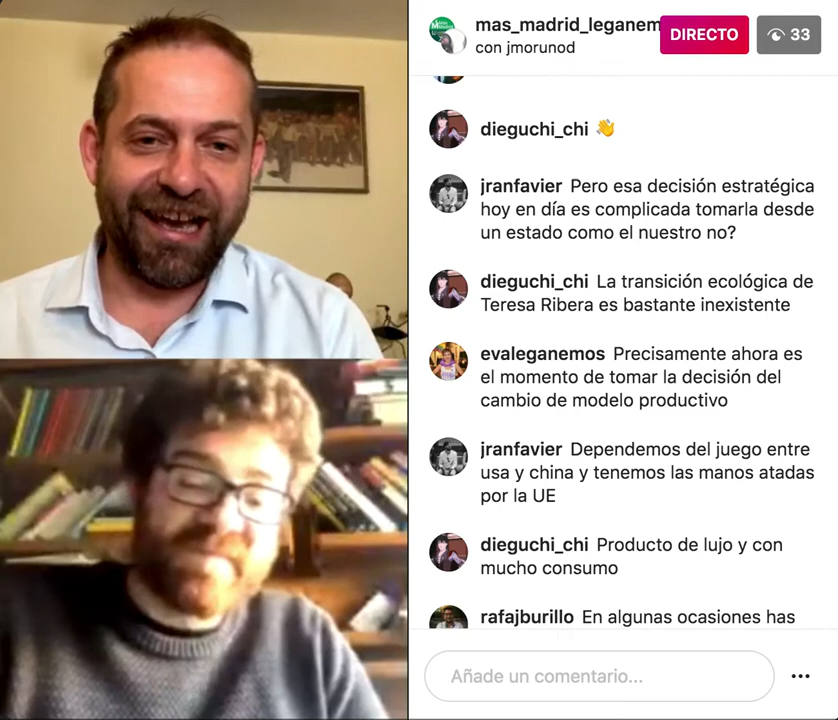 mas_madrid_leganem
DIRECTO
33
con jmorunod
dieguchi_chi 👋
jranfavier Pero esa decisión estratégica
hoy en día es complicada tomarla desde
un estado como el nuestro no?
dieguchi_chi La transición ecológica de
Teresa Ribera es bastante inexistente
evaleganemos Precisamente ahora es
el momento de tomar la decisión del
cambio de modelo productivo
jranfavier Dependemos del juego entre
usa y china y tenemos las manos atadas
por la UE
dieguchi_chi Producto de lujo y con
mucho consumo
rafajburillo En algunas ocasiones has
Añade un comentario...